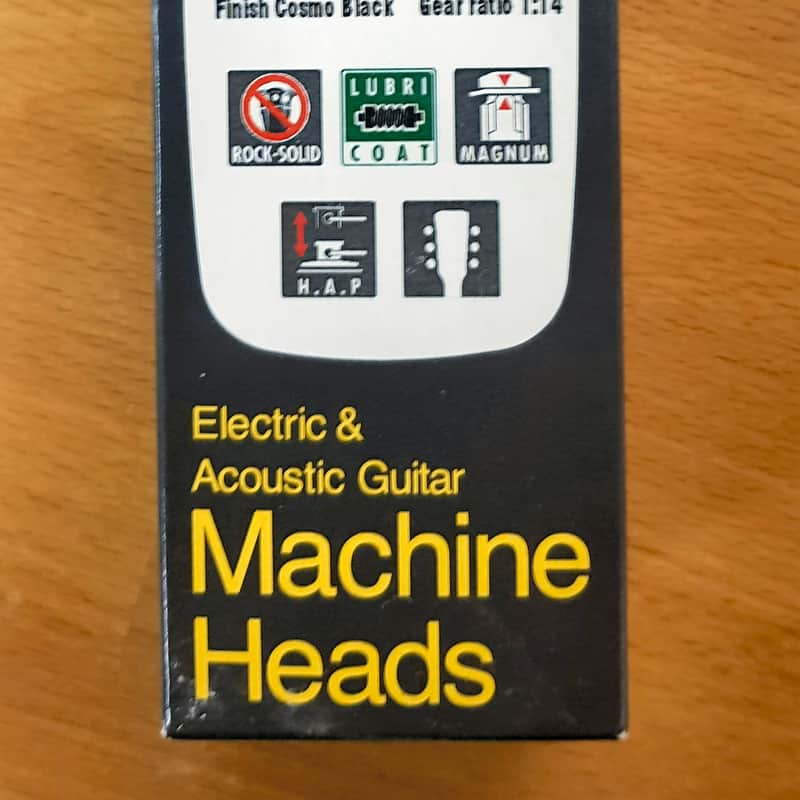 Finish Cosmo Black Gear ratio 1:14
ROCK-SOLID
LUBRI
COAT
MAGNUM
H.A.P
Electric &
Acoustic Guitar
Machine
Heads